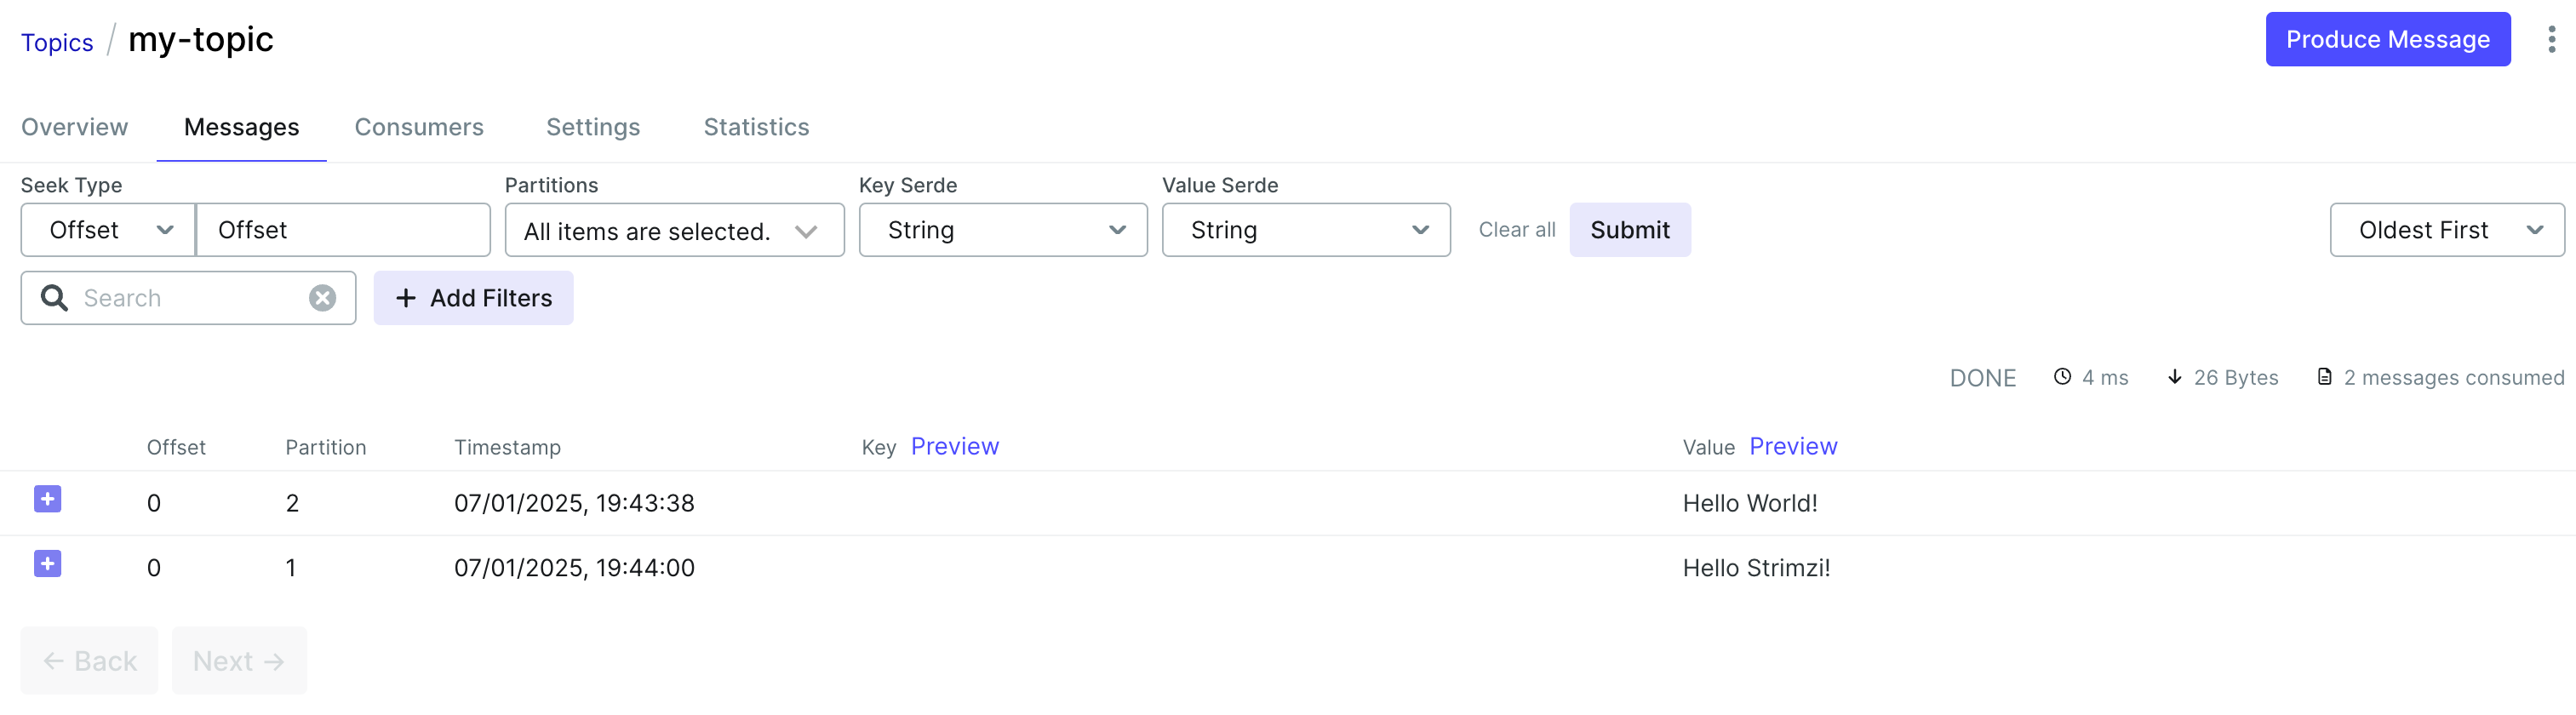 Topics / my-topic
Produce Message
Overview Messages Consumers Settings Statistics
Seek Type Partitions Key Serde Value Serde
Offset Offset All items are selected. String String Clear all Submit Oldest First
Search Add Filters
DONE 4 ms 26 Bytes 2 messages consumed
Offset Partition Timestamp Key Preview Value Preview
0 2 07/01/2025, 19:43:38 Hello World!
0 1 07/01/2025, 19:44:00 Hello Strimzi!
← Back Next →